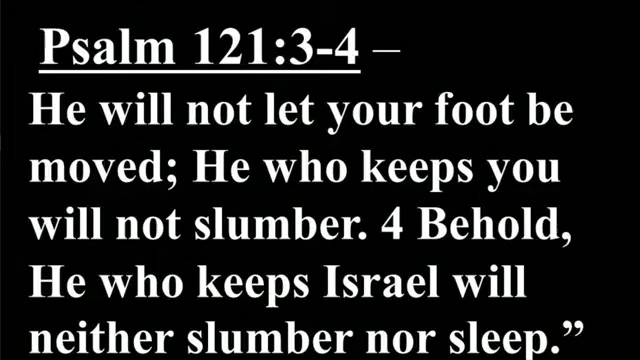 Psalm 121:3-4 –
He will not let your foot be
moved; He who keeps you
will not slumber. 4 Behold,
He who keeps Israel will
neither slumber nor sleep.”